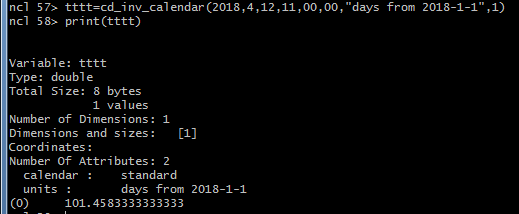 ncl 57> tttt=cd_inv_calendar(2018,4,12,11,00,00,"days from 2018-1-1",1)
ncl 58> print(tttt)
Variable: tttt
Type: double
Total Size: 8 bytes
1 values
Number of Dimensions: 1
Dimensions and sizes: [1]
Coordinates:
Number Of Attributes: 2
calendar : standard
units : days from 2018-1-1
(0) 101.4583333333333